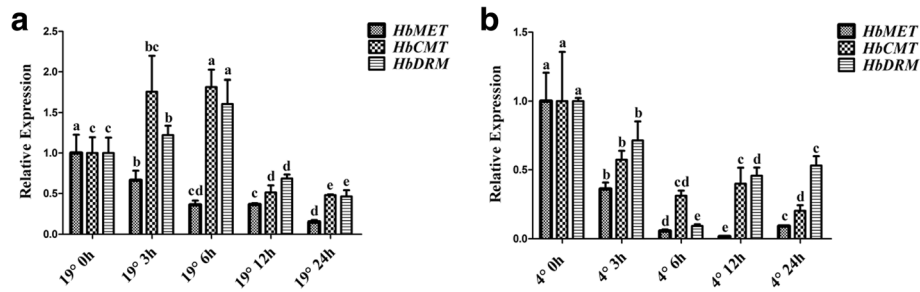 a
Relative Expression
2.5
2.0
1.5
1.0
0.5
0.0
a c c
b bc b
cd a a
c d d
d e e
19° 0h
19° 3h
19° 6h
19° 12h
19° 24h
HbMET
HbCMT
HbDRM
b
Relative Expression
1.5
1.0
0.5
0.0
a a a
b b b
d cd e
e c d
c d c
4° 0h
4° 3h
4° 6h
4° 12h
4° 24h
HbMET
HbCMT
HbDRM